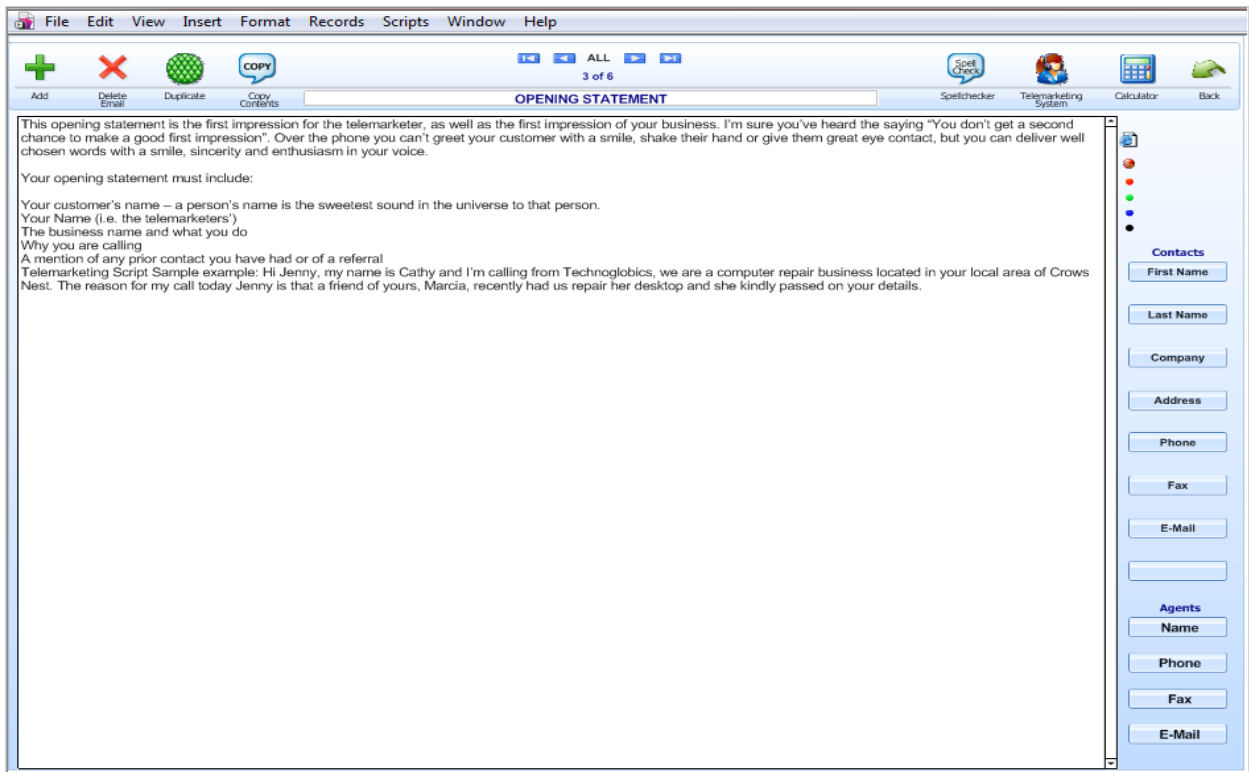 File Edit View Insert Format Records Scripts Window Help
ALL
3 of 6
COPY
Spell Check
Add
Delete Email
Duplicate
Copy Contents
OPENING STATEMENT
Spellchecker
Telemarketing System
Calculator
Back
This opening statement is the first impression for the telemarketer, as well as the first impression of your business. I'm sure you've heard the saying “You don't get a second
chance to make a good first impression”. Over the phone you can't greet your customer with a smile, shake their hand or give them great eye contact, but you can deliver well
chosen words with a smile, sincerity and enthusiasm in your voice.
Your opening statement must include:
Your customer's name – a person's name is the sweetest sound in the universe to that person.
Your Name (i.e. the telemarketers')
The business name and what you do
Why you are calling
A mention of any prior contact you have had or of a referral
Telemarketing Script Sample example: Hi Jenny, my name is Cathy and I'm calling from Technoglobics, we are a computer repair business located in your local area of Crows
Nest. The reason for my call today Jenny is that a friend of yours, Marcia, recently had us repair her desktop and she kindly passed on your details.
Contacts
First Name
Last Name
Company
Address
Phone
Fax
E-Mail
Agents
Name
Phone
Fax
E-Mail